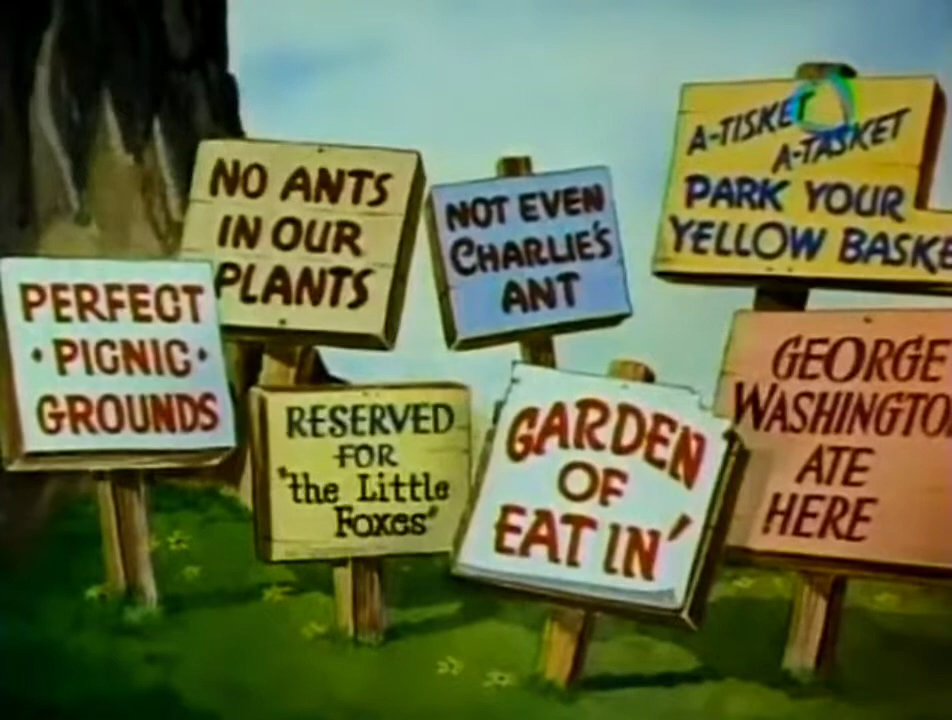 NO ANTS
IN OUR
PLANTS
NOT EVEN
CHARLIE'S
ANT
A-TISKET
A-TASKET
PARK YOUR
YELLOW BASKE
PERFECT
• PICNIC •
GROUNDS
RESERVED
FOR
"the Little
Foxes"
GARDEN
OF
EAT IN'
GEORGE
WASHINGTO
ATE
HERE